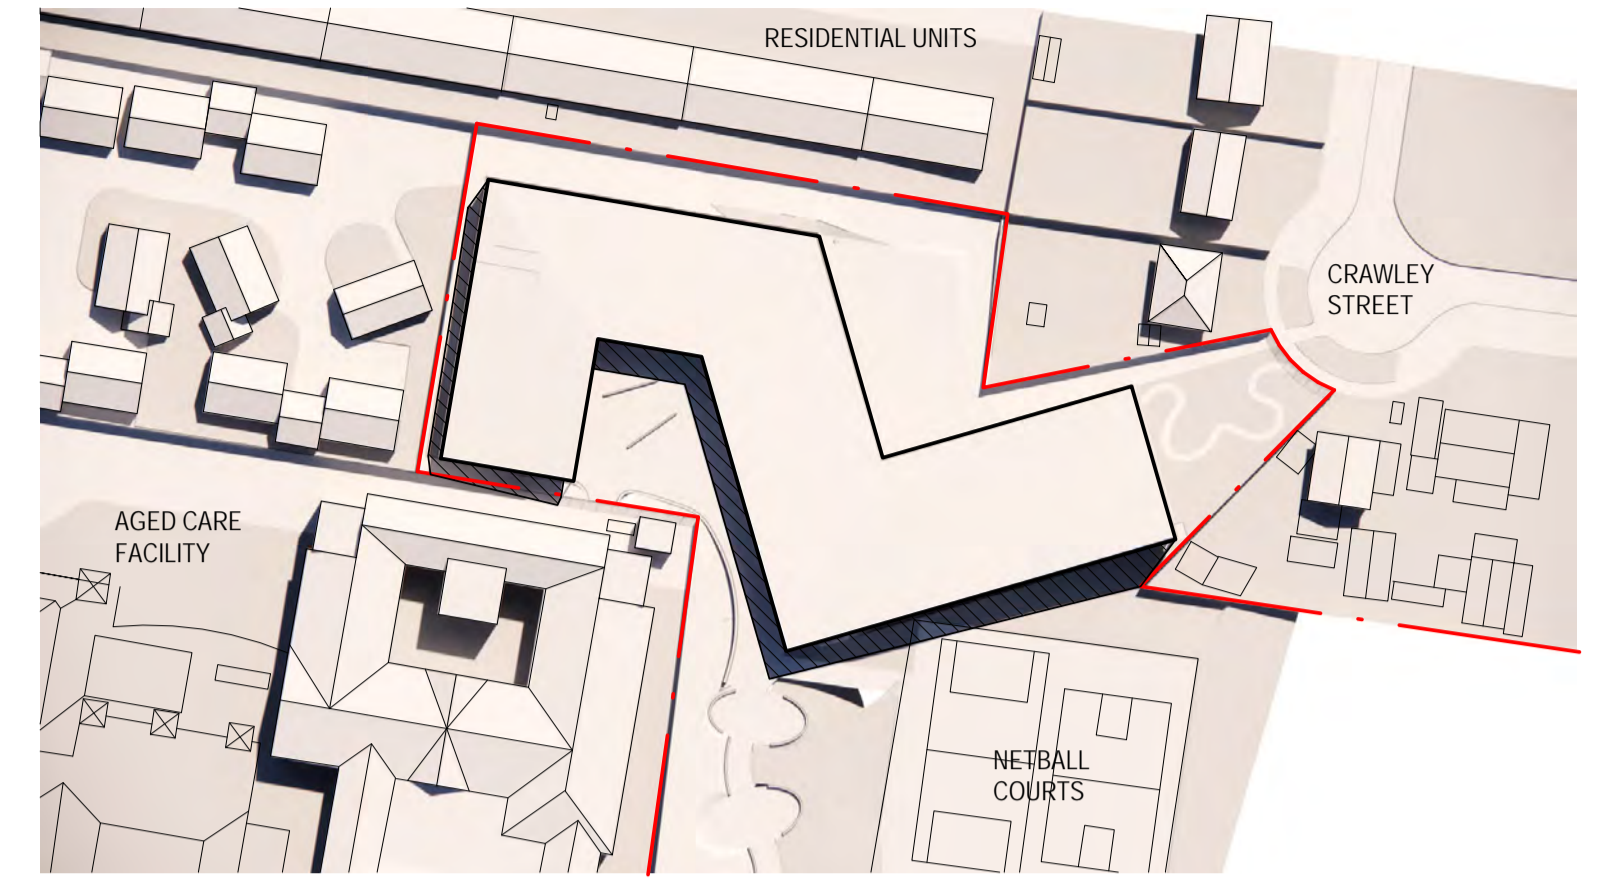 RESIDENTIAL UNITS
CRAWLEY
STREET
AGED CARE
FACILITY
NETBALL
COURTS